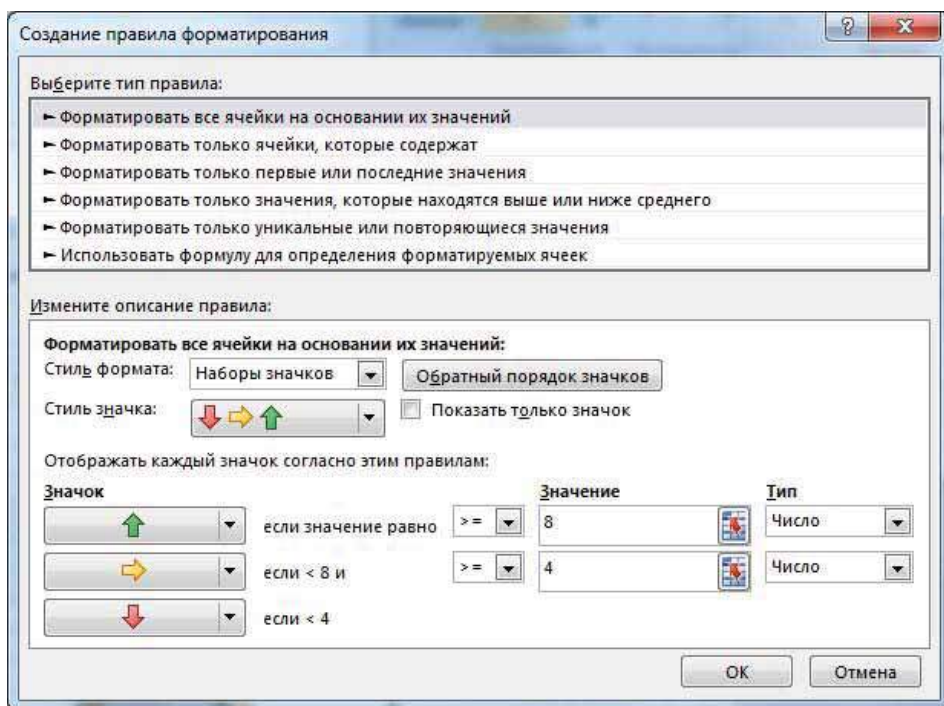 Создание правила форматирования
?
X
Выберите тип правила:
► Форматировать все ячейки на основании их значений
► Форматировать только ячейки, которые содержат
► Форматировать только первые или последние значения
► Форматировать только значения, которые находятся выше или ниже среднего
► Форматировать только уникальные или повторяющиеся значения
► Использовать формулу для определения форматируемых ячеек
Измените описание правила:
Форматировать все ячейки на основании их значений:
Стиль формата: Наборы значков Обратный порядок значков
Стиль значка: Показать только значок
Отображать каждый значок согласно этим правилам:
Значок Значение Тип
если значение равно >= 8 Число
если < 8 и >= 4 Число
если < 4
ОК Отмена